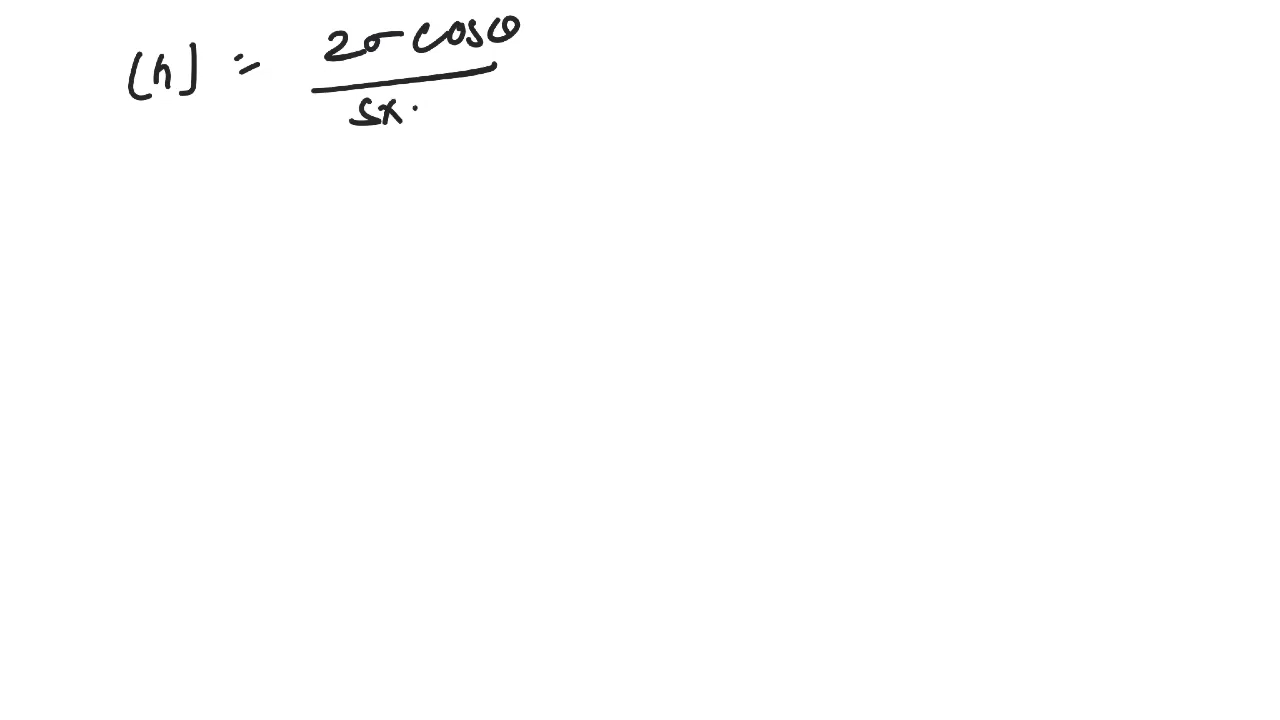 [h] = 2σ cosθ
sx.